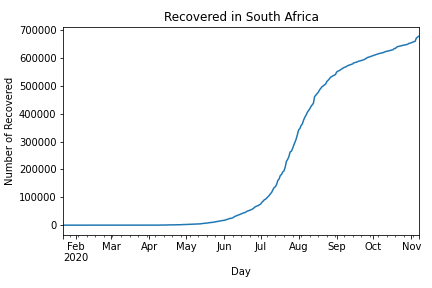 Recovered in South Africa
700000
600000
500000
400000
300000
200000
100000
0
Number of Recovered
Feb Mar Apr May Jun Jul Aug Sep Oct Nov
2020
Day